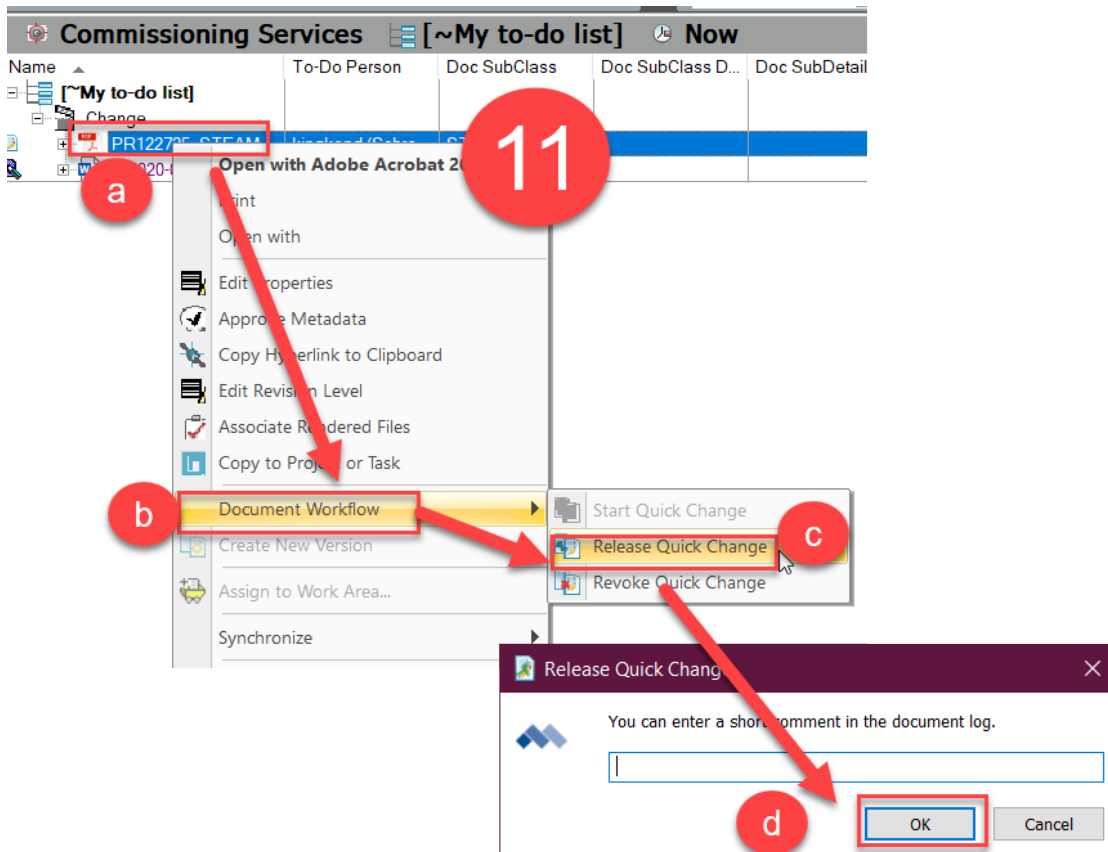 Commissioning Services [~My to-do list] Now
Name To-Do Person Doc SubClass Doc SubClass D... Doc SubDetail
[~My to-do list]
Change
11
PR122725 STEAM
a
Open with Adobe Acrobat
Print
Open with
Edit Properties
Approve Metadata
Copy Hyperlink to Clipboard
Edit Revision Level
Associate Rendered Files
Copy to Project or Task
b
Document Workflow
Start Quick Change
c
Create New Version
Release Quick Change
Assign to Work Area...
Revoke Quick Change
Synchronize
Release Quick Change
You can enter a short comment in the document log.
d
OK Cancel